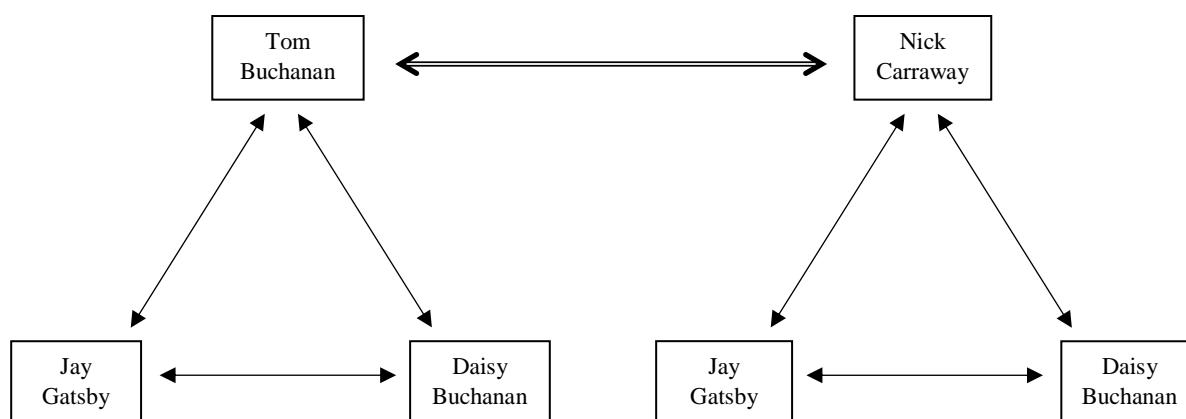 Tom
Buchanan
Nick
Carraway
Jay
Gatsby
Daisy
Buchanan
Jay
Gatsby
Daisy
Buchanan